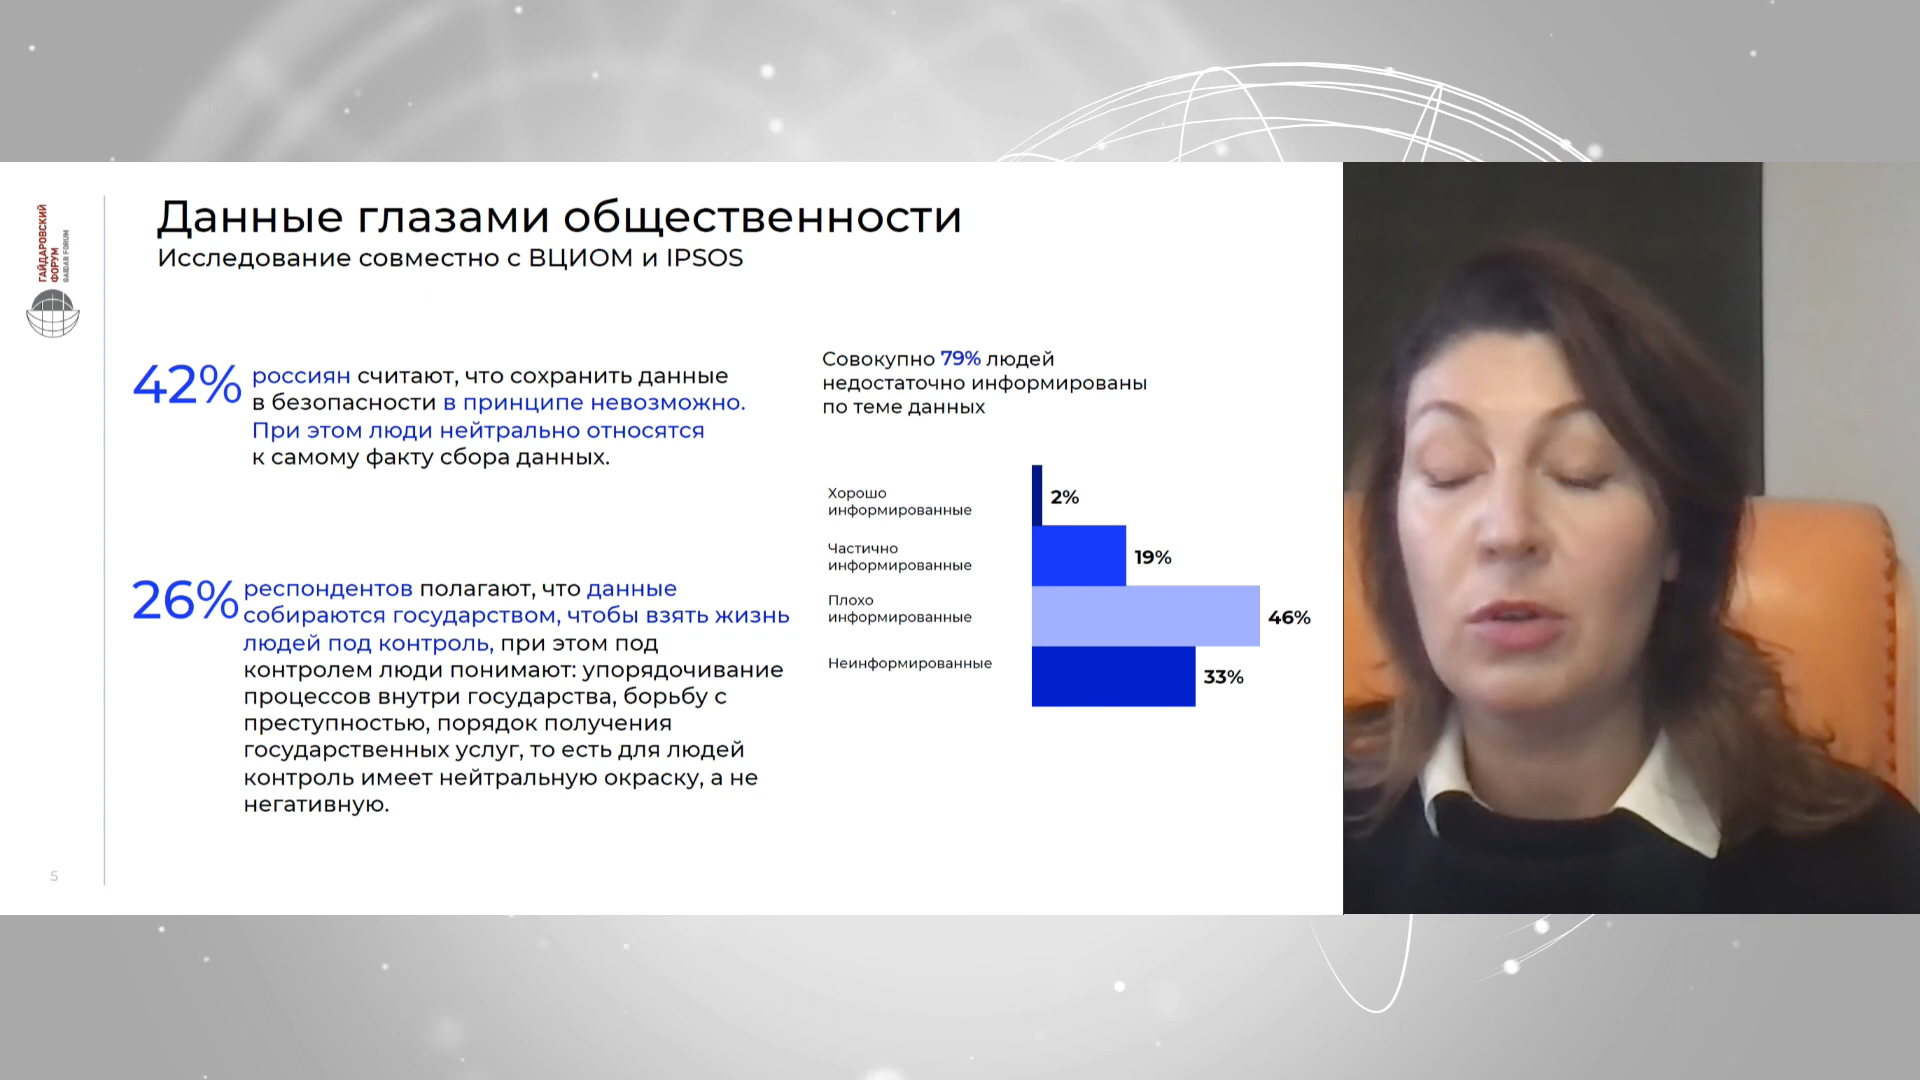 ГАЙДАРОВСКИЙ
ФОРУМ
GAIDAR FORUM
Данные глазами общественности
Исследование совместно с ВЦИОМ и IPSOS
42% россиян считают, что сохранить данные
в безопасности в принципе невозможно.
При этом люди нейтрально относятся
к самому факту сбора данных.
26% респондентов полагают, что данные
собираются государством, чтобы взять жизнь
людей под контроль, при этом под
контролем люди понимают: упорядочивание
процессов внутри государства, борьбу с
преступностью, порядок получения
государственных услуг, то есть для людей
контроль имеет нейтральную окраску, а не
негативную.
Совокупно 79% людей
недостаточно информированы
по теме данных
Хорошо
информированные
2%
Частично
информированные
19%
Плохо
информированные
46%
Неинформированные
33%
5